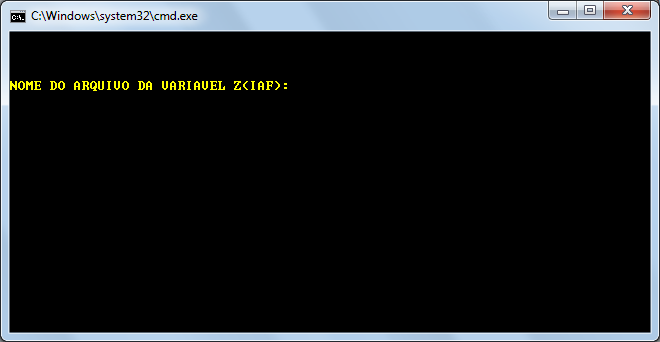 C:\Windows\system32\cmd.exe
NOME DO ARQUIVO DA VARIAVEL Z(IAF):